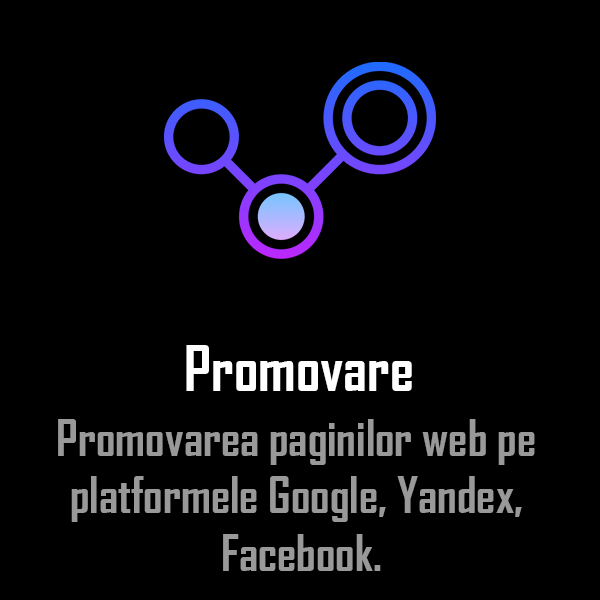 Promovare
Promovarea paginilor web pe
platformele Google, Yandex,
Facebook.